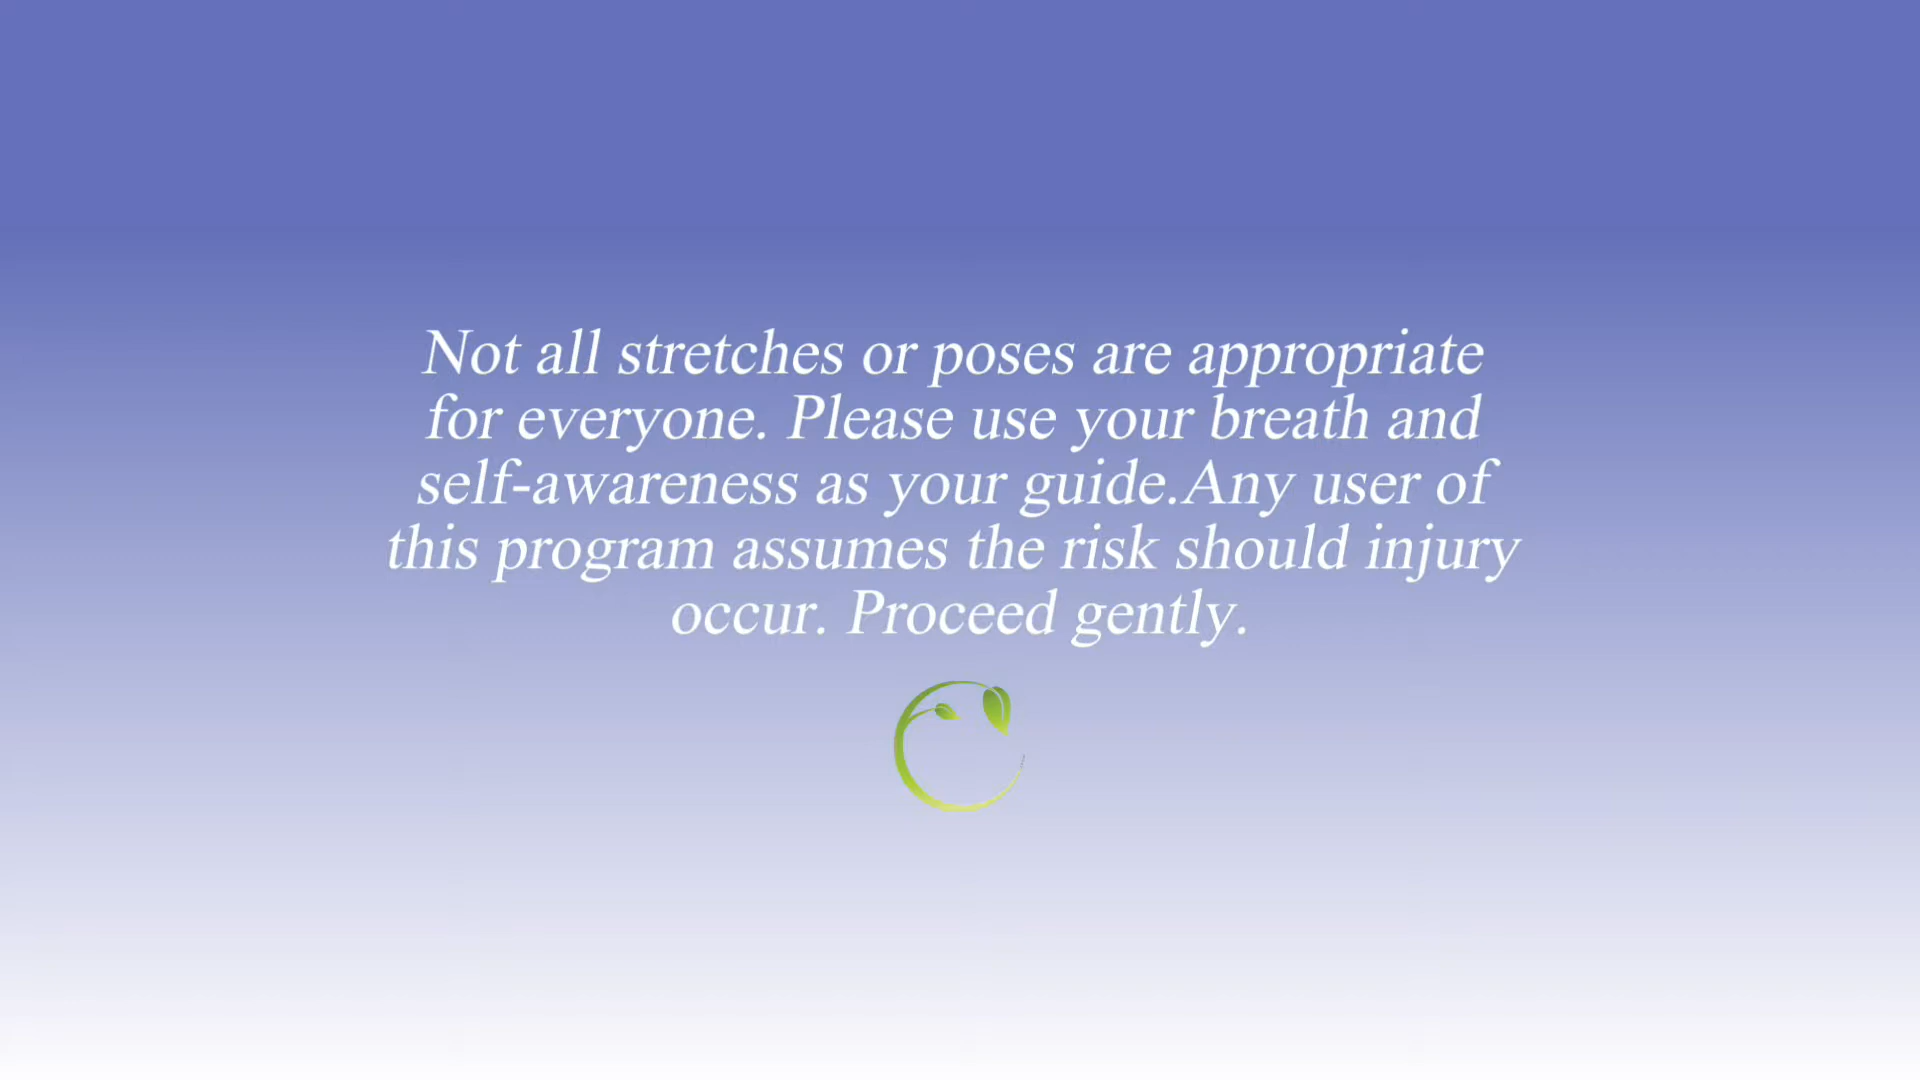 Not all stretches or poses are appropriate
for everyone. Please use your breath and
self-awareness as your guide.Any user of
this program assumes the risk should injury
occur. Proceed gently.